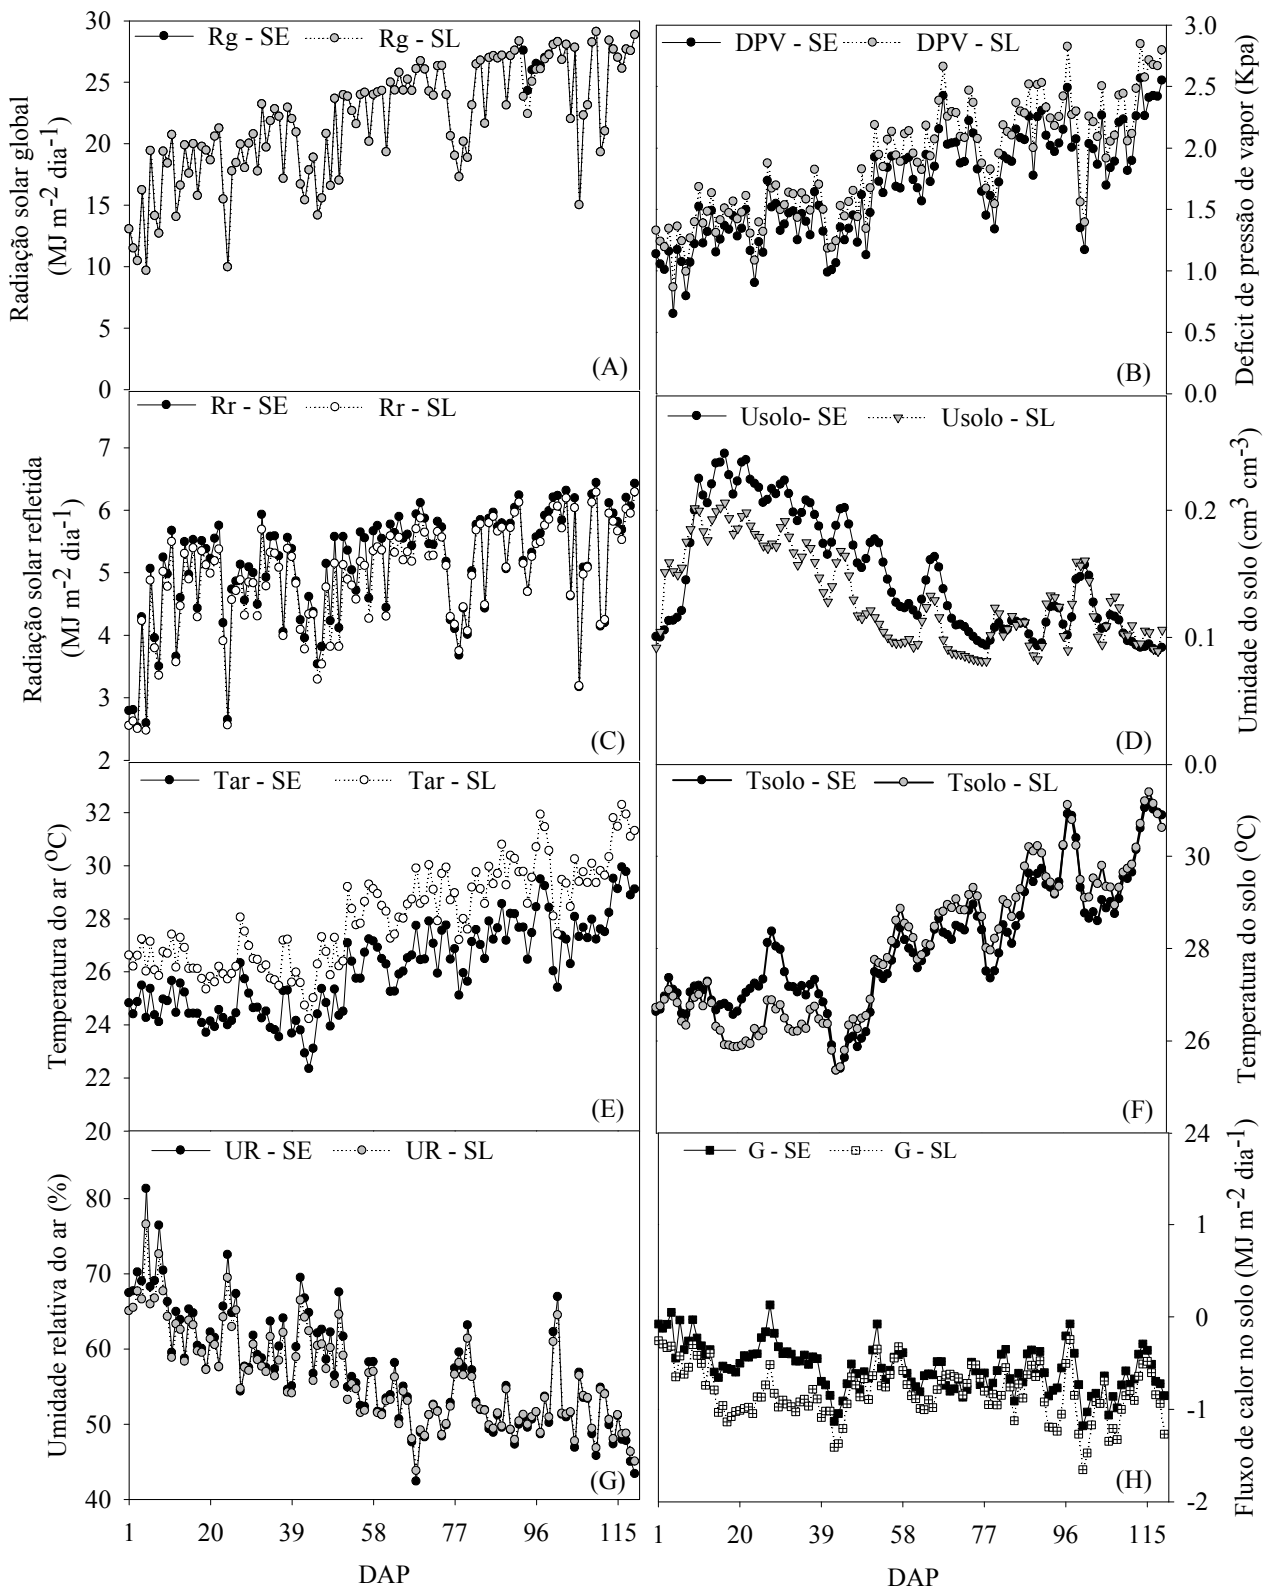 Rg - SE
Rg - SL
30
25
20
15
10
5
0
Radiação solar global
(MJ m-2 dia-1)
(A)
DPV - SE
DPV - SL
3.0
2.5
2.0
1.5
1.0
0.5
0.0
Deficit de pressão de vapor (Kpa)
(B)
Rr - SE
Rr - SL
7
6
5
4
3
2
Radiação solar refletida
(MJ m-2 dia-1)
(C)
Usolo- SE
Usolo - SL
0.2
0.1
0.0
Umidade do solo (cm3 cm-3)
(D)
Tar - SE
Tar - SL
32
30
28
26
24
22
20
Temperatura do ar (oC)
(E)
Tsolo - SE
Tsolo - SL
30
28
26
24
Temperatura do solo (oC)
(F)
UR - SE
UR - SL
80
70
60
50
40
Umidade relativa do ar (%)
(G)
1 20 39 58 77 96 115
DAP
G - SE
G - SL
1
0
-1
-2
Fluxo de calor no solo (MJ m-2 dia-1)
(H)
1 20 39 58 77 96 115
DAP